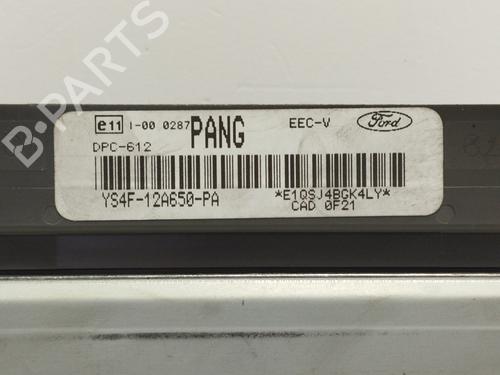 e11 I-00 0287 PANG EEC-V Ford
DPC-612
YS4F-12A650-PA *E1QSJ4BGK4LY*
CAD 0F21
B-PARTS